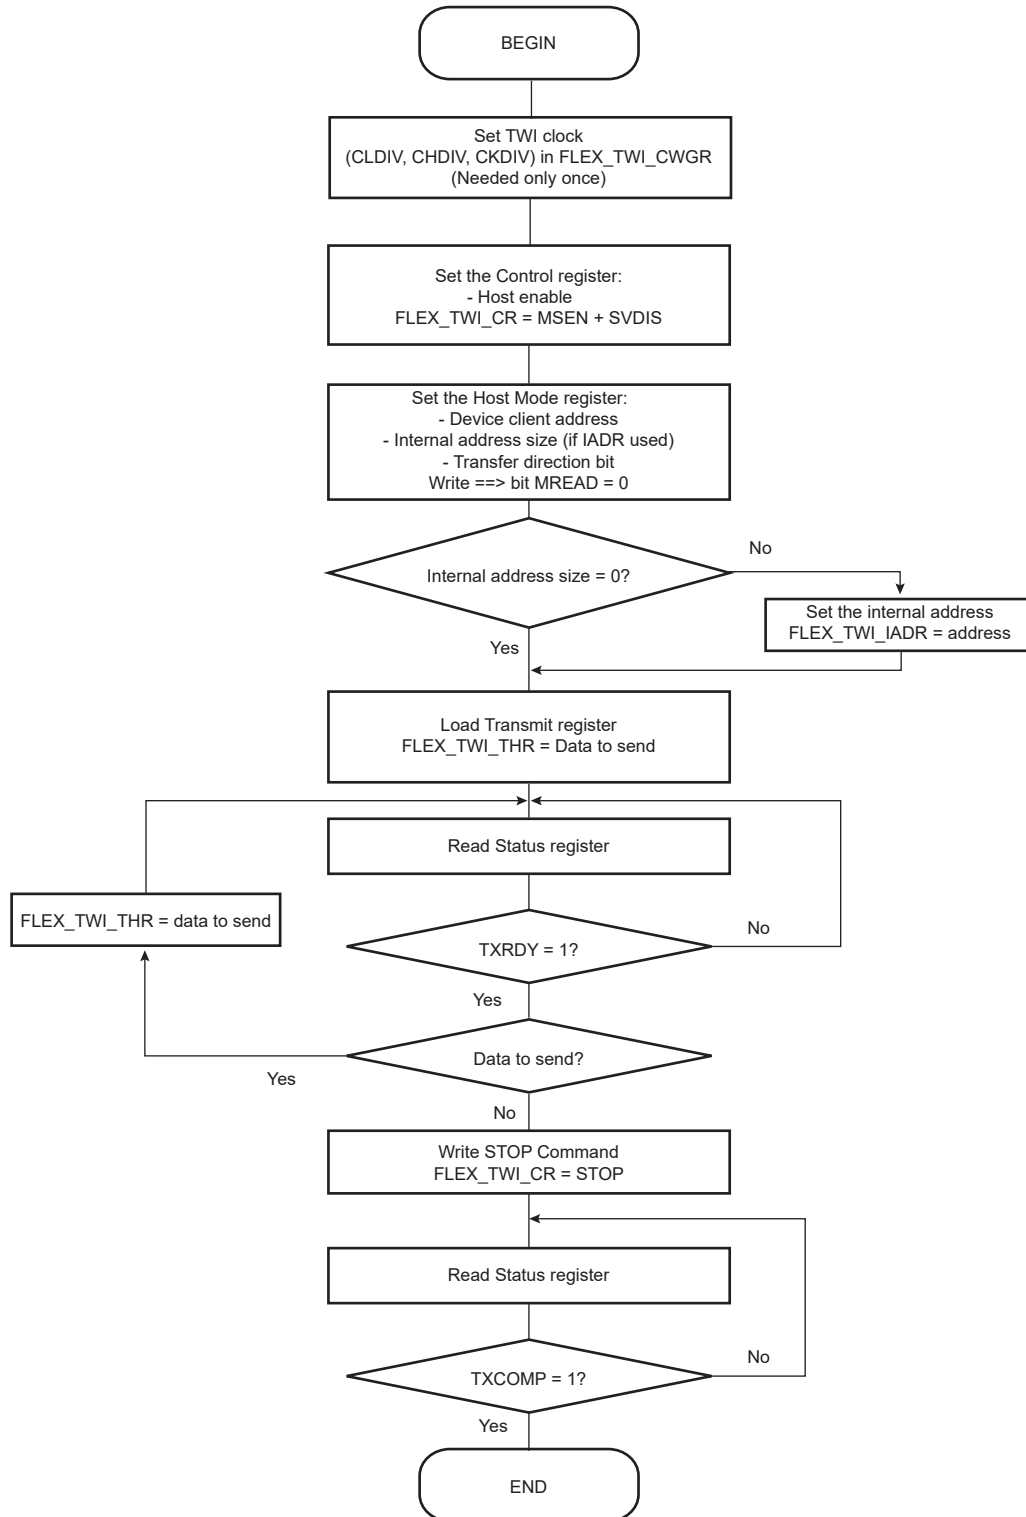 BEGIN
Set TWI clock
(CLDIV, CHDIV, CKDIV) in FLEX_TWI_CWGR
(Needed only once)
Set the Control register:
- Host enable
FLEX_TWI_CR = MSEN + SVDIS
Set the Host Mode register:
- Device client address
- Internal address size (if IADR used)
- Transfer direction bit
Write ==> bit MREAD = 0
Internal address size = 0?
No
Set the internal address
FLEX_TWI_IADR = address
Yes
Load Transmit register
FLEX_TWI_THR = Data to send
Read Status register
FLEX_TWI_THR = data to send
TXRDY = 1?
No
Yes
Data to send?
Yes
No
Write STOP Command
FLEX_TWI_CR = STOP
Read Status register
TXCOMP = 1?
No
Yes
END